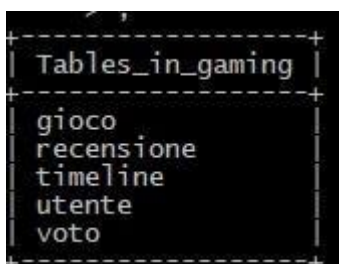 > ;
+------------------+
| Tables_in_gaming |
+------------------+
| gioco            |
| recensione       |
| timeline         |
| utente           |
| voto             |
+------------------+